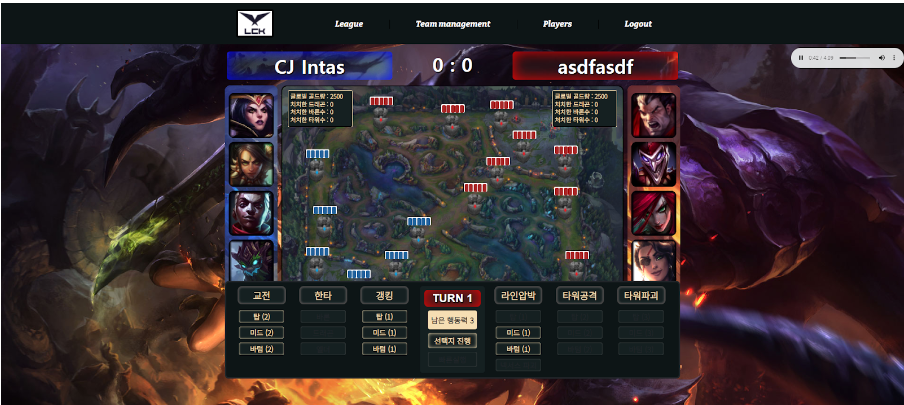 LCK
League
Team management
Players
Logout
CJ Intas
0 : 0
asdfasdf
0:42 / 4:29
글로벌 골드량 : 2500
처치한 드래곤 : 0
처치한 바론수 : 0
처치한 타워수 : 0
글로벌 골드량 : 2500
처치한 드래곤 : 0
처치한 바론수 : 0
처치한 타워수 : 0
교전
한타
갱킹
TURN 1
라인압박
타워공격
타워파괴
탑 (2)
탑 (1)
남은 행동력 3
미드 (2)
미드 (1)
선택지 진행
미드 (1)
바텀 (2)
바텀 (1)
바텀 (1)